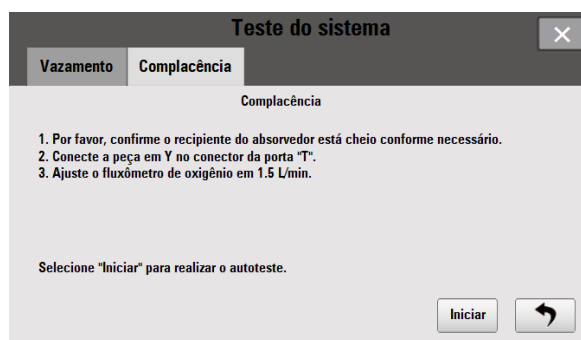 Teste do sistema
Vazamento
Complacência
Complacência
1. Por favor, confirme o recipiente do absorvedor está cheio conforme necessário.
2. Conecte a peça em Y no conector da porta "T".
3. Ajuste o fluxômetro de oxigênio em 1.5 L/min.
Selecione "Iniciar" para realizar o autoteste.
Iniciar